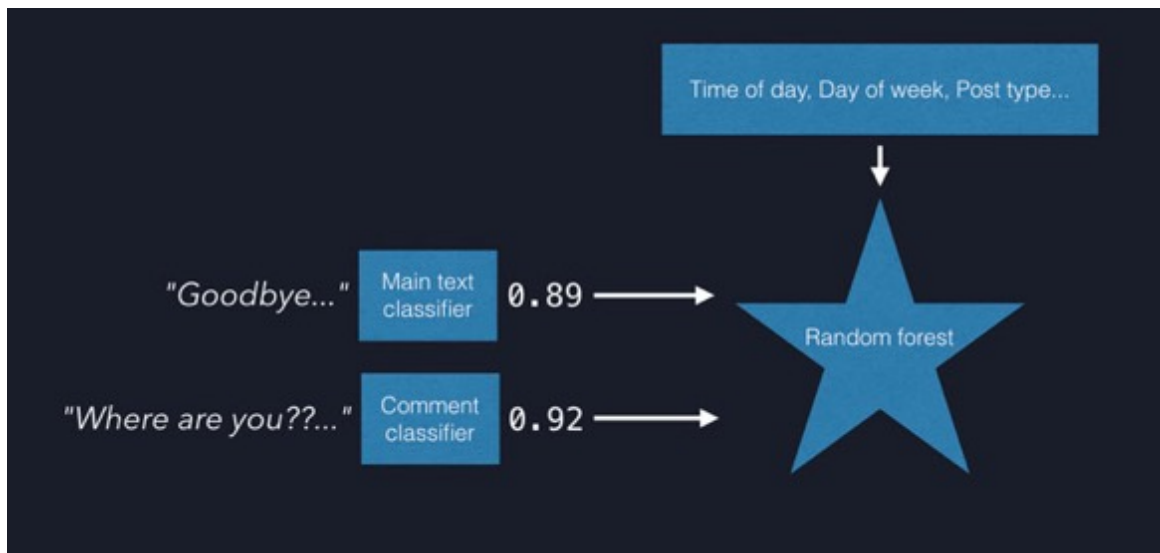 Time of day, Day of week, Post type...
"Goodbye..."
Main text
classifier
0.89
Random forest
"Where are you??..."
Comment
classifier
0.92